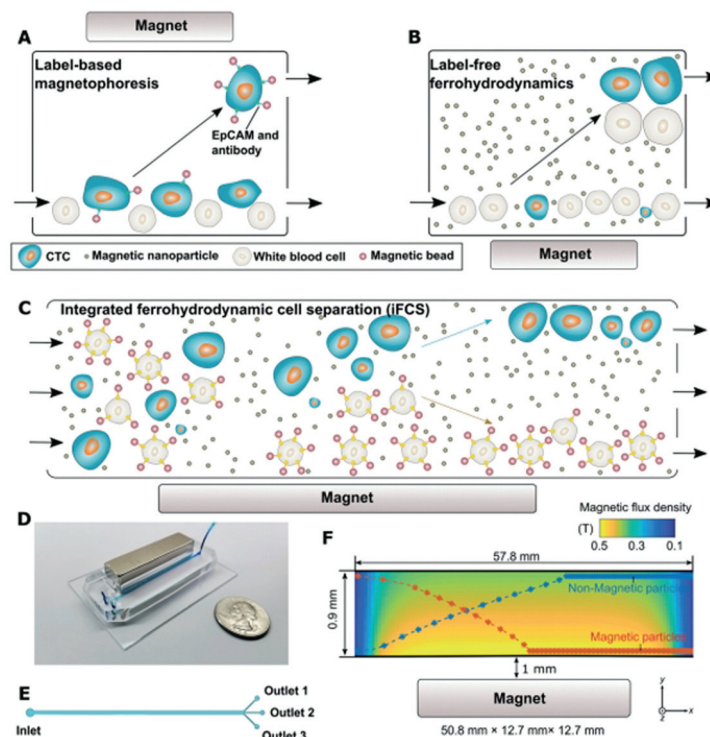 Magnet
A
Label-based
magnetophoresis
EpCAM and
antibody
B
Label-free
ferrohydrodynamics
Magnet
CTC Magnetic nanoparticle White blood cell Magnetic bead
C
Integrated ferrohydrodynamic cell separation (iFCS)
Magnet
D
E
Inlet
Outlet 1
Outlet 2
Outlet 3
F
Magnetic flux density
(T)
0.5 0.3 0.1
57.8 mm
0.9 mm
Non-Magnetic particles
Magnetic particles
1 mm
Magnet
50.8 mm × 12.7 mm× 12.7 mm
y
z
x